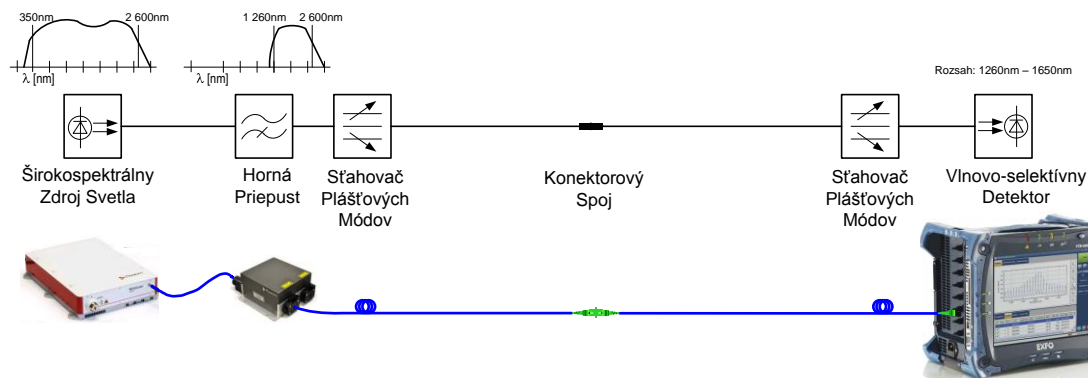 350nm
2 600nm
λ [nm]
1 260nm
2 600nm
λ [nm]
Rozsah: 1260nm – 1650nm
Širokospektrálny
Zdroj Svetla
Horná
Priepust
Sťahovač
Plášťových
Módov
Konektorový
Spoj
Sťahovač
Plášťových
Módov
Vlnovo-selektívny
Detektor
EXFO